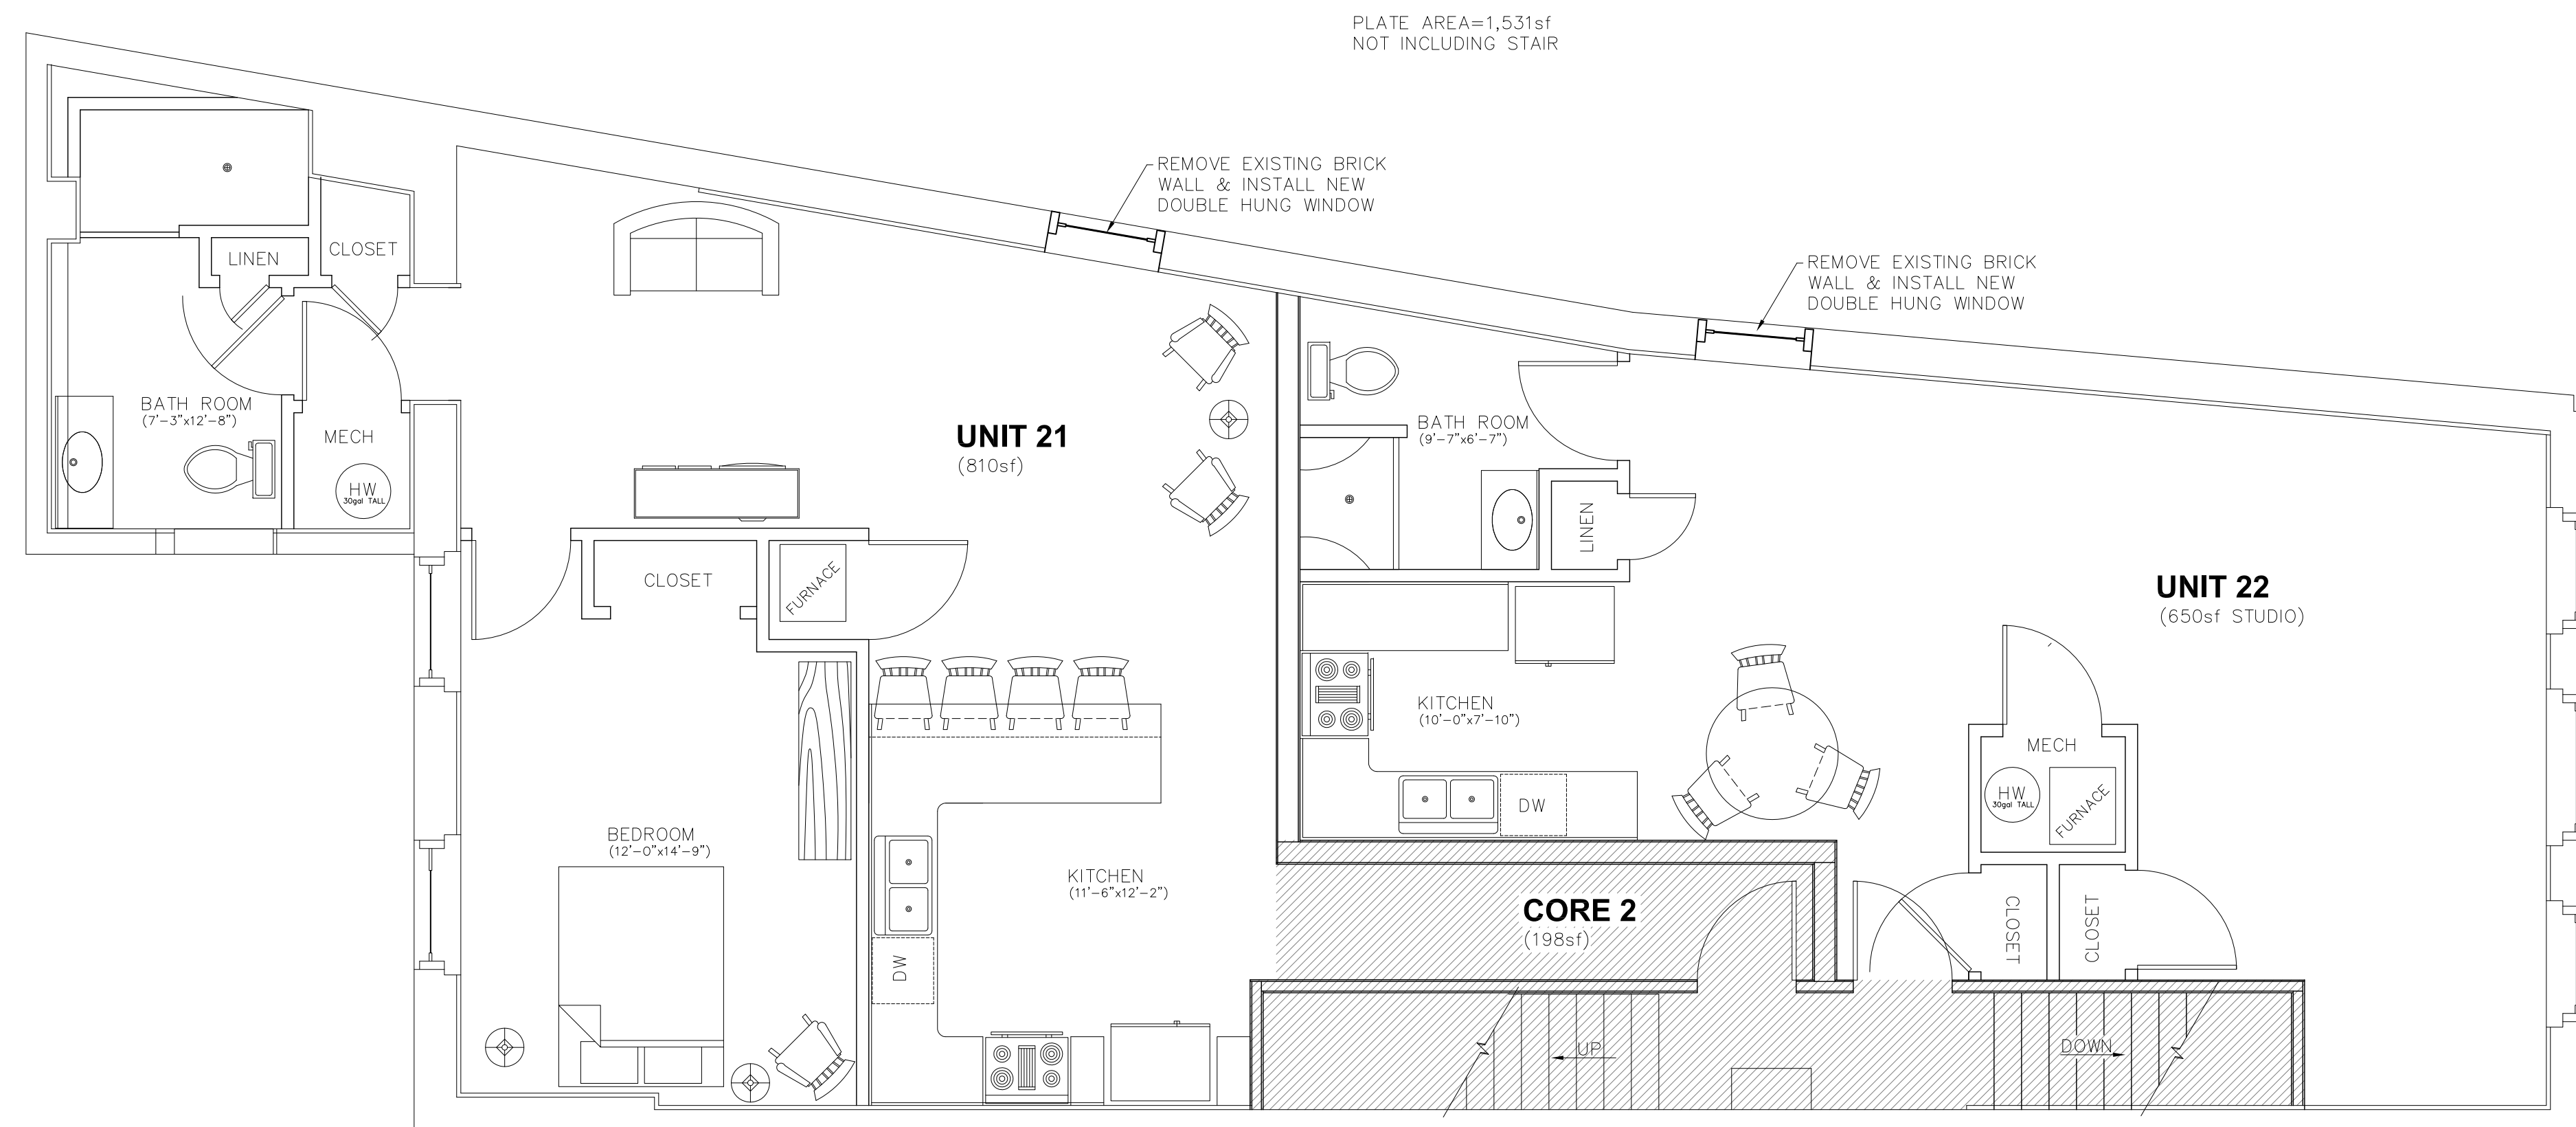 PLATE AREA=1,531sf
NOT INCLUDING STAIR
REMOVE EXISTING BRICK
WALL & INSTALL NEW
DOUBLE HUNG WINDOW
REMOVE EXISTING BRICK
WALL & INSTALL NEW
DOUBLE HUNG WINDOW
LINEN
CLOSET
BATH ROOM
(7'-3"x12'-8")
MECH
HW
30gal TALL
UNIT 21
(810sf)
BATH ROOM
(9'-7"x6'-7")
LINEN
CLOSET
FURNACE
UNIT 22
(650sf STUDIO)
KITCHEN
(10'-0"x7'-10")
DW
MECH
HW
30gal TALL
FURNACE
BEDROOM
(12'-0"x14'-9")
KITCHEN
(11'-6"x12'-2")
DW
CORE 2
(198sf)
CLOSET
CLOSET
UP
DOWN